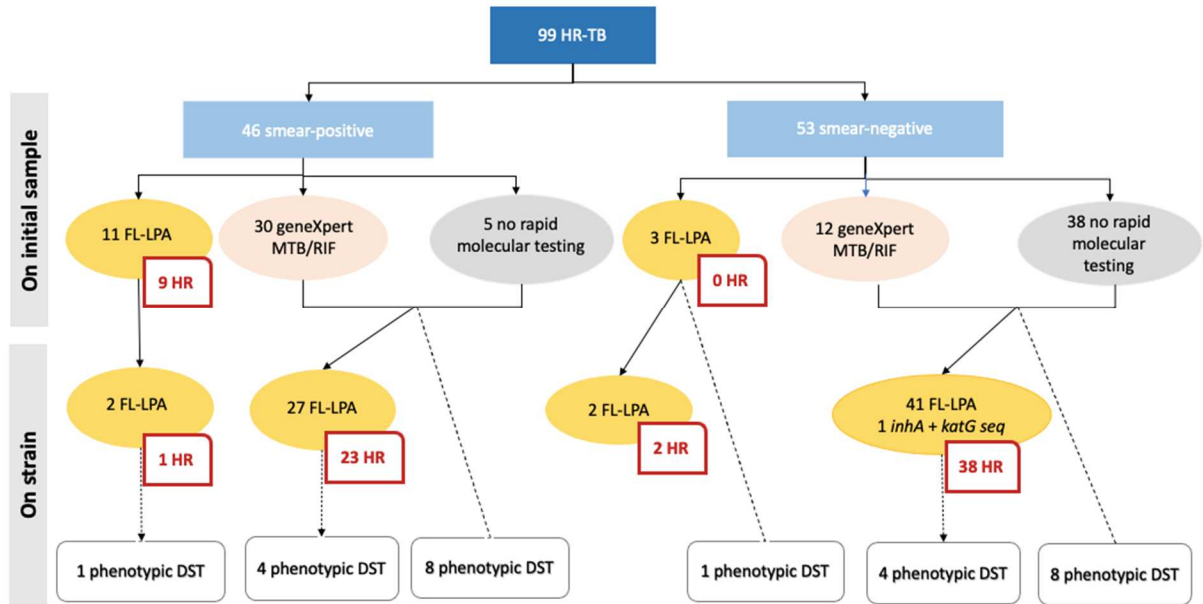 99 HR-TB
On initial sample
46 smear-positive
53 smear-negative
11 FL-LPA
9 HR
30 geneXpert
MTB/RIF
5 no rapid
molecular testing
3 FL-LPA
0 HR
12 geneXpert
MTB/RIF
38 no rapid
molecular
testing
On strain
2 FL-LPA
1 HR
27 FL-LPA
23 HR
2 FL-LPA
2 HR
41 FL-LPA
1 inhA + katG seq
38 HR
1 phenotypic DST
4 phenotypic DST
8 phenotypic DST
1 phenotypic DST
4 phenotypic DST
8 phenotypic DST